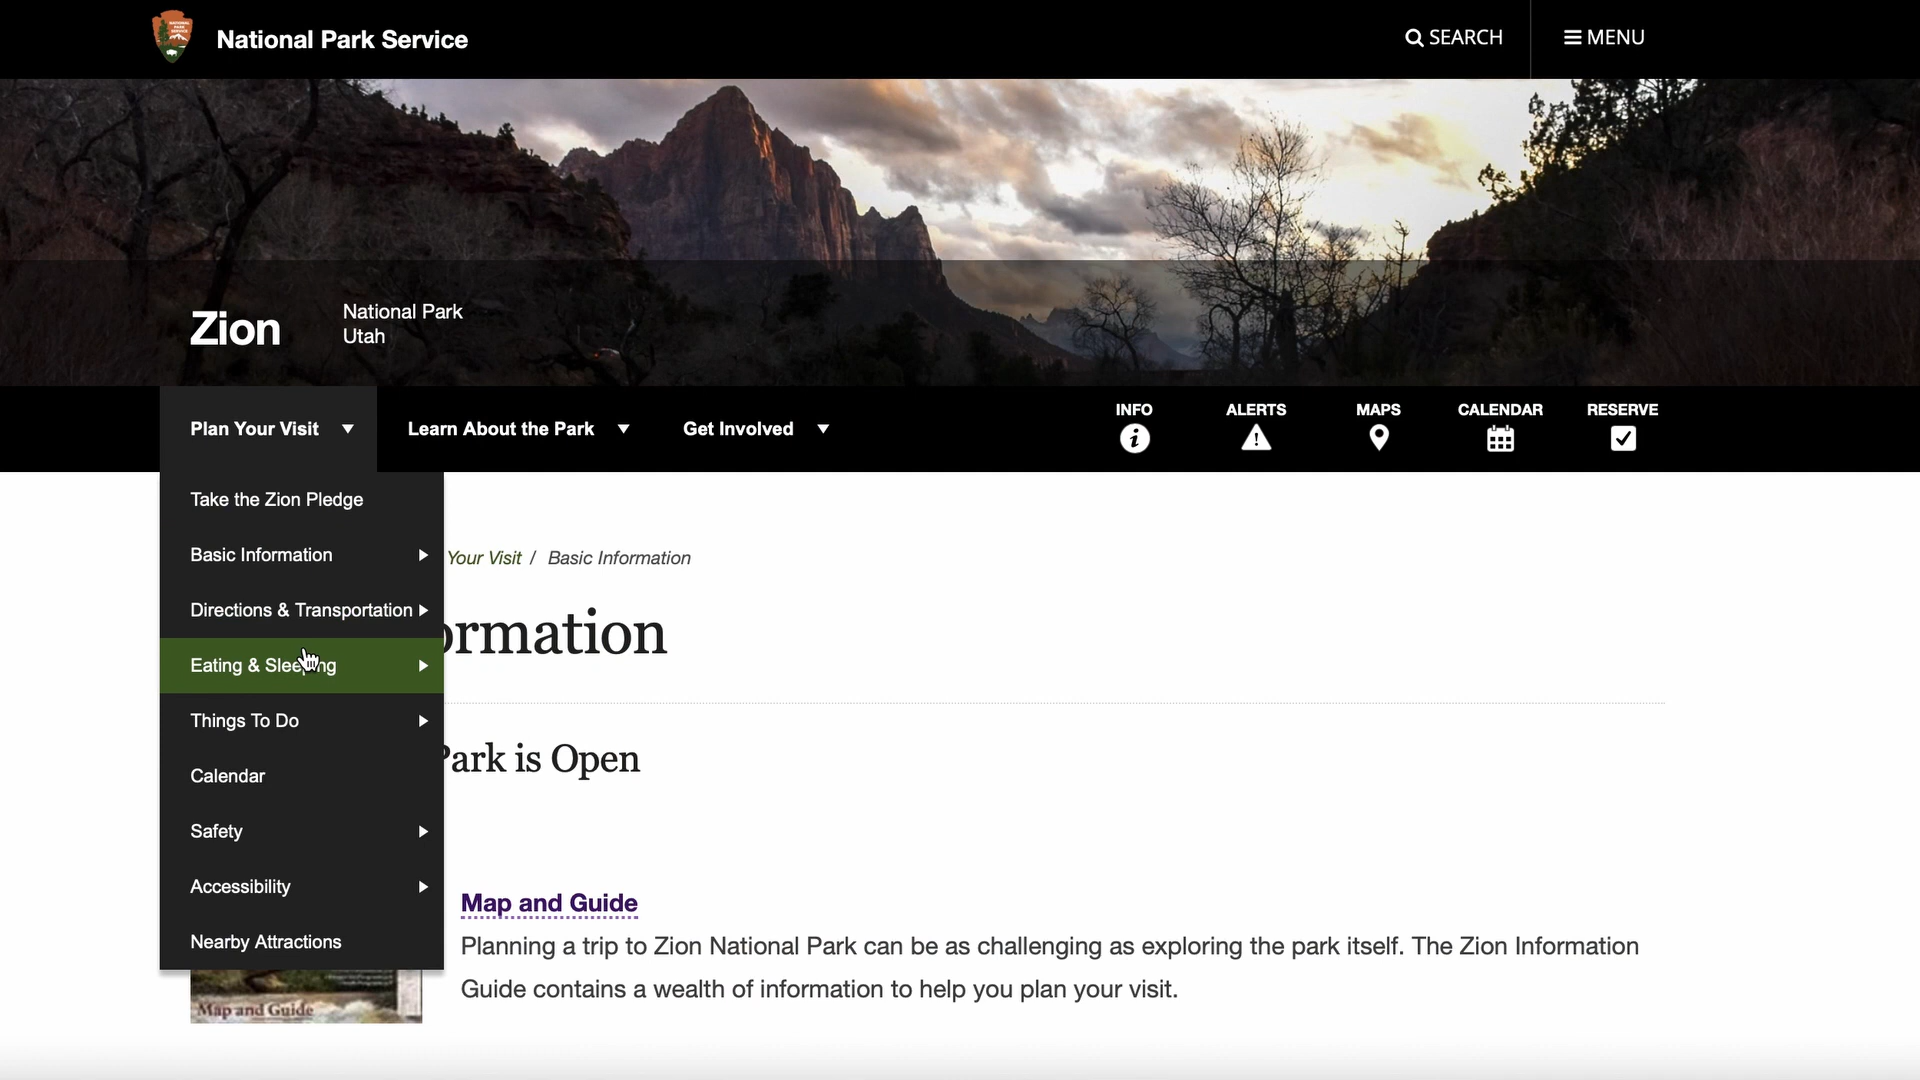 National Park Service
SEARCH
MENU
Zion
National Park
Utah
Plan Your Visit
Learn About the Park
Get Involved
INFO
ALERTS
MAPS
CALENDAR
RESERVE
Take the Zion Pledge
Basic Information
Directions & Transportation
Eating & Sleeping
Things To Do
Calendar
Safety
Accessibility
Nearby Attractions
Your Visit / Basic Information
ormation
Park is Open
Map and Guide
Planning a trip to Zion National Park can be as challenging as exploring the park itself. The Zion Information
Guide contains a wealth of information to help you plan your visit.
Map and Guide